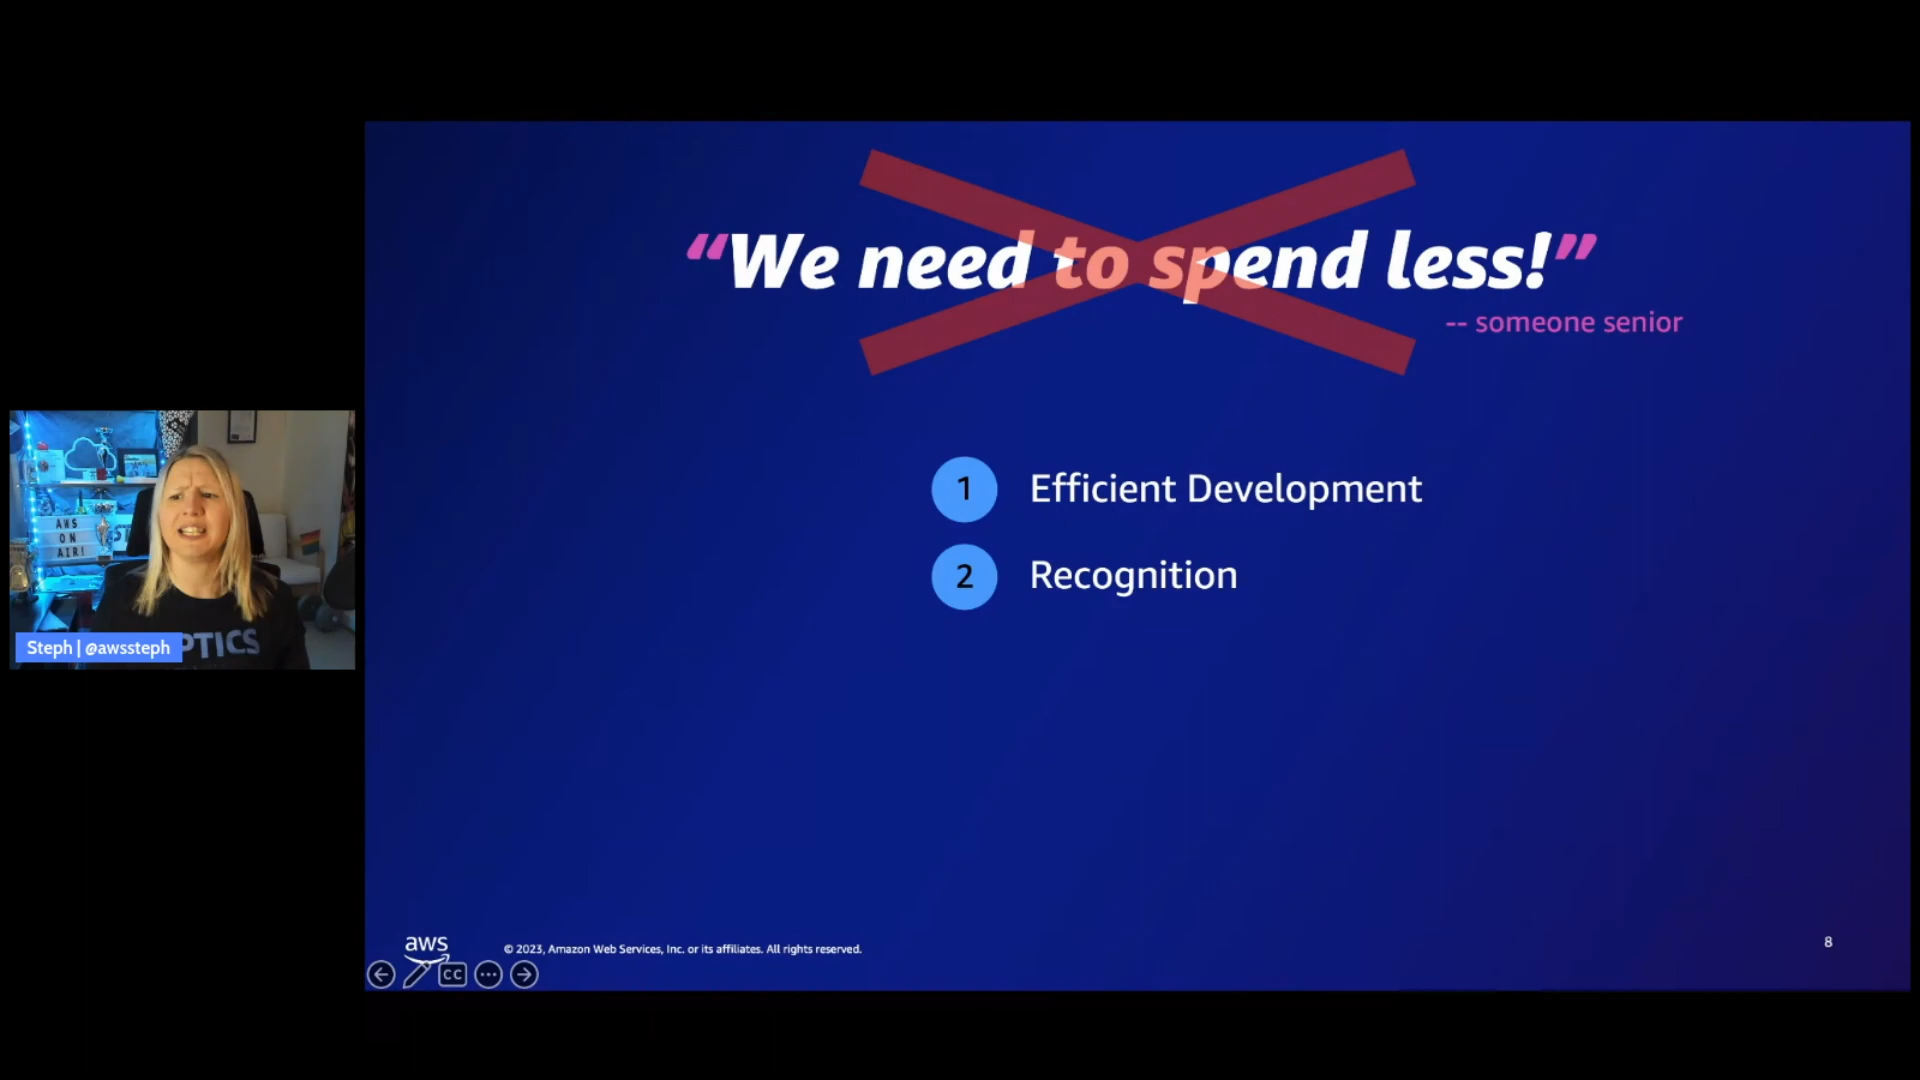 “We need to spend less!”
-- someone senior
1 Efficient Development
2 Recognition
AWS
ON
AIR!
PTICS
Steph | @awssteph
aws
© 2023, Amazon Web Services, Inc. or its affiliates. All rights reserved.
8
CC